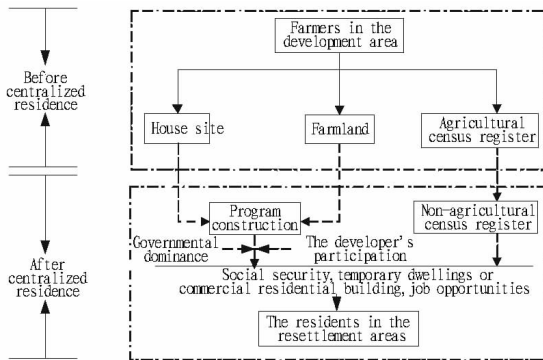 Farmers in the
development area
Before
centralized
residence
House site
Farmland
Agricultural
census register
Program
construction
Non-agricultural
census register
Governmental
dominance
The developer's
participation
After
centralized
residence
Social security, temporary dwellings or
commercial residential building, job opportunities
The residents in the
resettlement areas